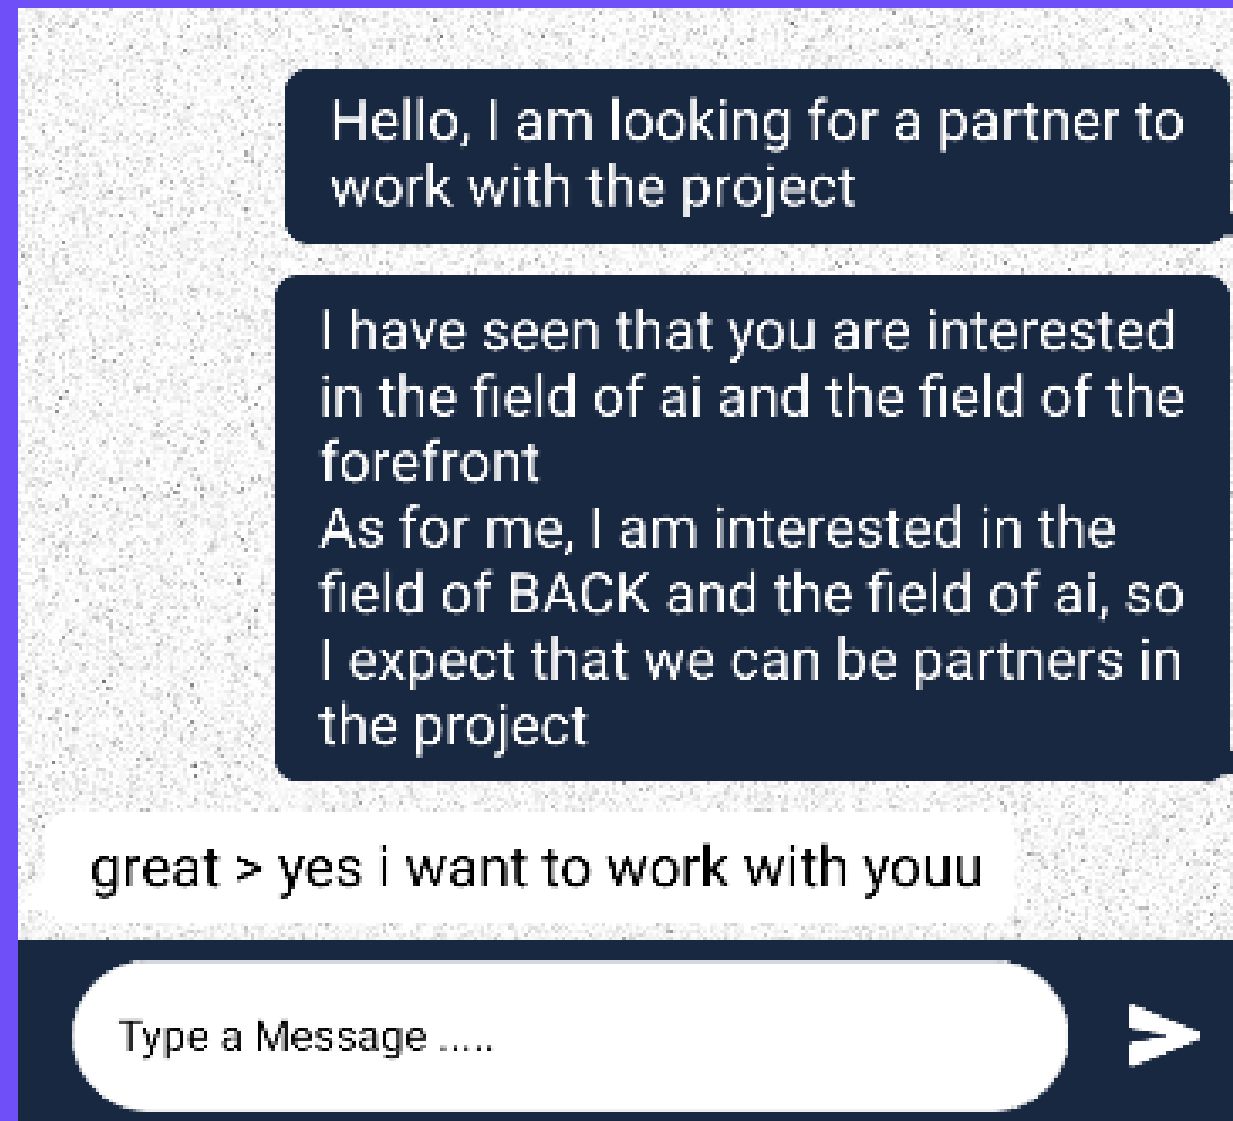 Hello, I am looking for a partner to
work with the project
I have seen that you are interested
in the field of ai and the field of the
forefront
As for me, I am interested in the
field of BACK and the field of ai, so
I expect that we can be partners in
the project
great > yes i want to work with youu
Type a Message .....